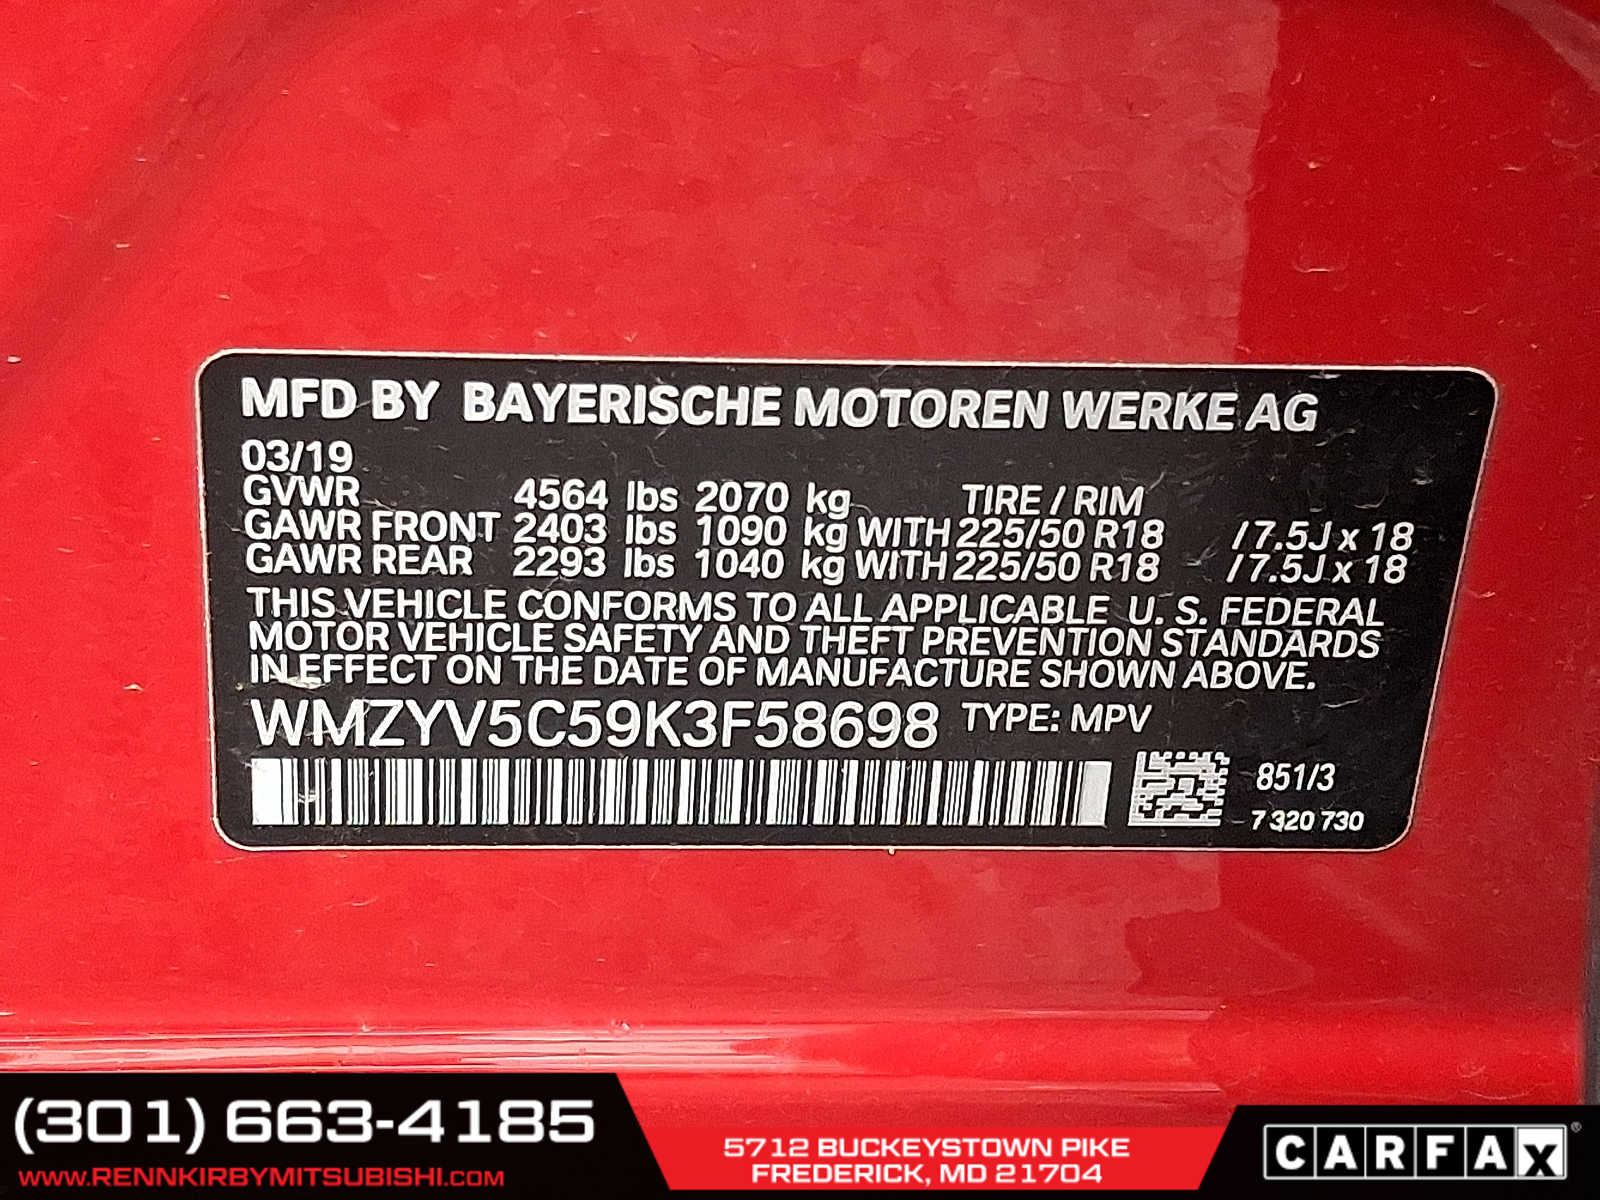 MFD BY BAYERISCHE MOTOREN WERKE AG
03/19
GVWR 4564 lbs 2070 kg TIRE / RIM
GAWR FRONT 2403 lbs 1090 kg WITH 225/50 R18 /7.5J x 18
GAWR REAR 2293 lbs 1040 kg WITH 225/50 R18 /7.5J x 18
THIS VEHICLE CONFORMS TO ALL APPLICABLE U. S. FEDERAL
MOTOR VEHICLE SAFETY AND THEFT PREVENTION STANDARDS
IN EFFECT ON THE DATE OF MANUFACTURE SHOWN ABOVE.
WMZYV5C59K3F58698 TYPE: MPV
851/3
7 320 730
(301) 663-4185
WWW.RENNKIRBYMITSUBISHI.COM
5712 BUCKEYSTOWN PIKE
FREDERICK, MD 21704
CARFAX®